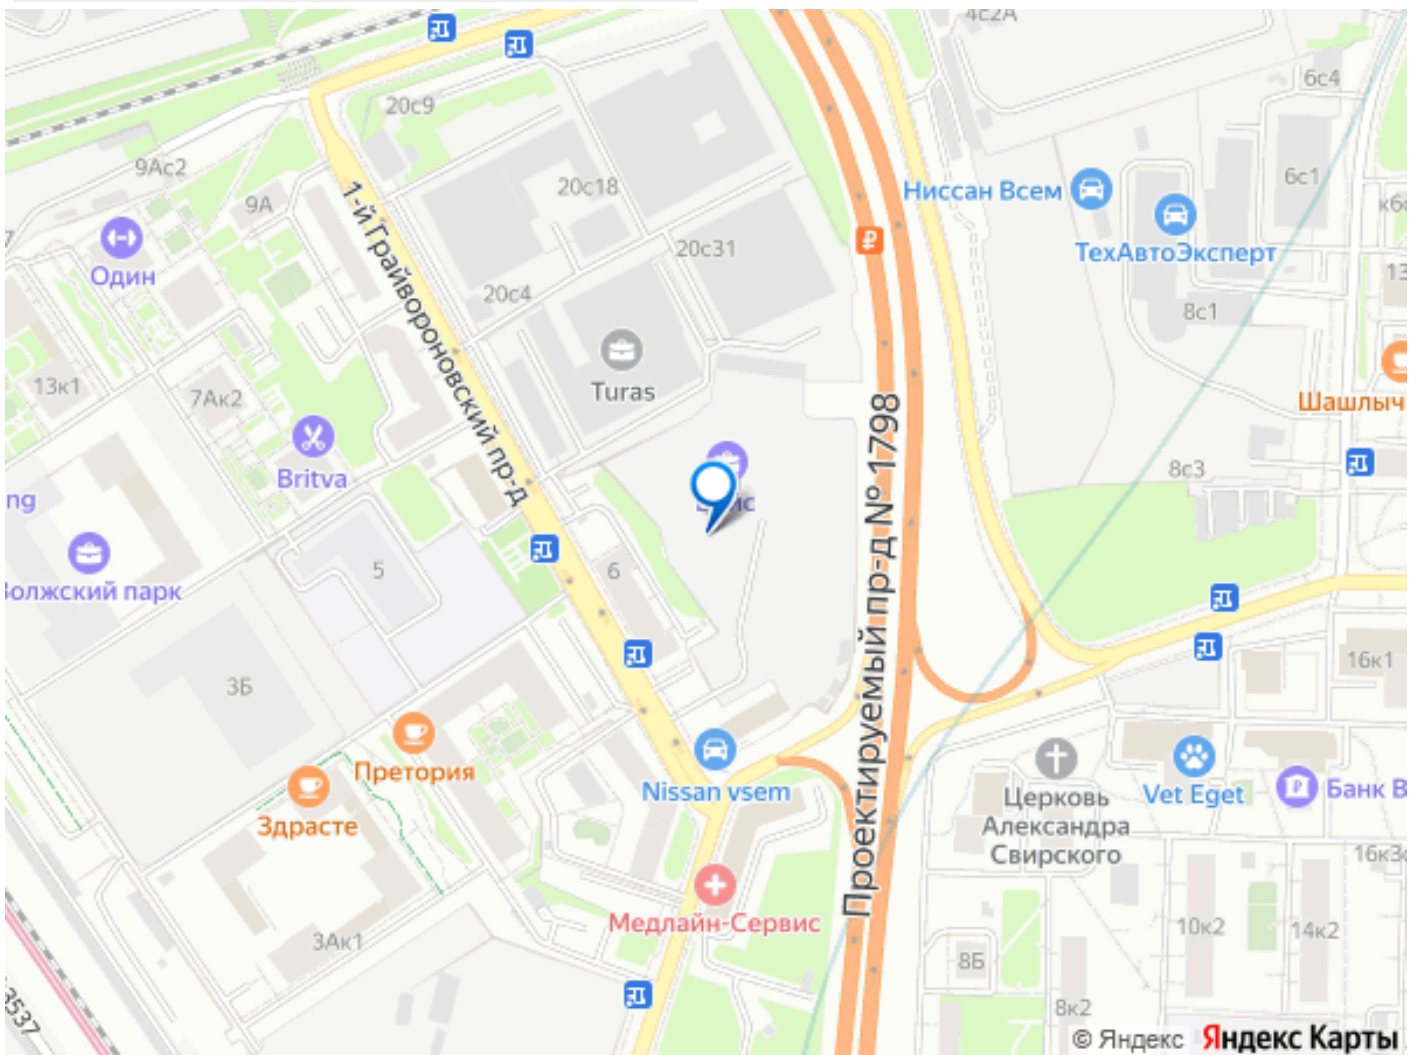 4с2А
6с4
20с9
9Ас2
20с18
6с1
Ниссан Всем
9А
1-й Грайвороновский пр-д
20с31
ТехАвтоЭксперт
Один
20с4
8с1
13к1
7Ак2
Turas
Шашлыч
Britva
8с3
ng
5
6
Волжский парк
Проектируемый пр-д № 1798
3Б
16к1
Претория
Nissan vsem
Церковь
Александра
Свирского
Vet Eget
Банк В
Здрасте
Медлайн-Сервис
3Ак1
10к2
14к2
8Б
8к2
3537
© Яндекс Яндекс Карты